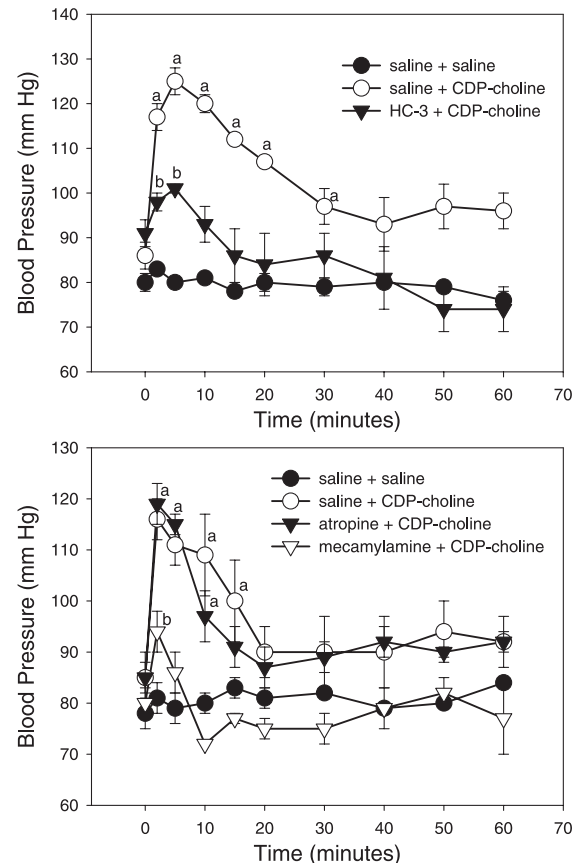 140
130
120
110
100
90
80
70
60
Blood Pressure (mm Hg)
saline + saline
saline + CDP-choline
HC-3 + CDP-choline
a
a
a
a
a
a
b
b
0 10 20 30 40 50 60 70
Time (minutes)
130
120
110
100
90
80
70
60
Blood Pressure (mm Hg)
saline + saline
saline + CDP-choline
atropine + CDP-choline
mecamylamine + CDP-choline
a
a
a
a
a
b
0 10 20 30 40 50 60 70
Time (minutes)